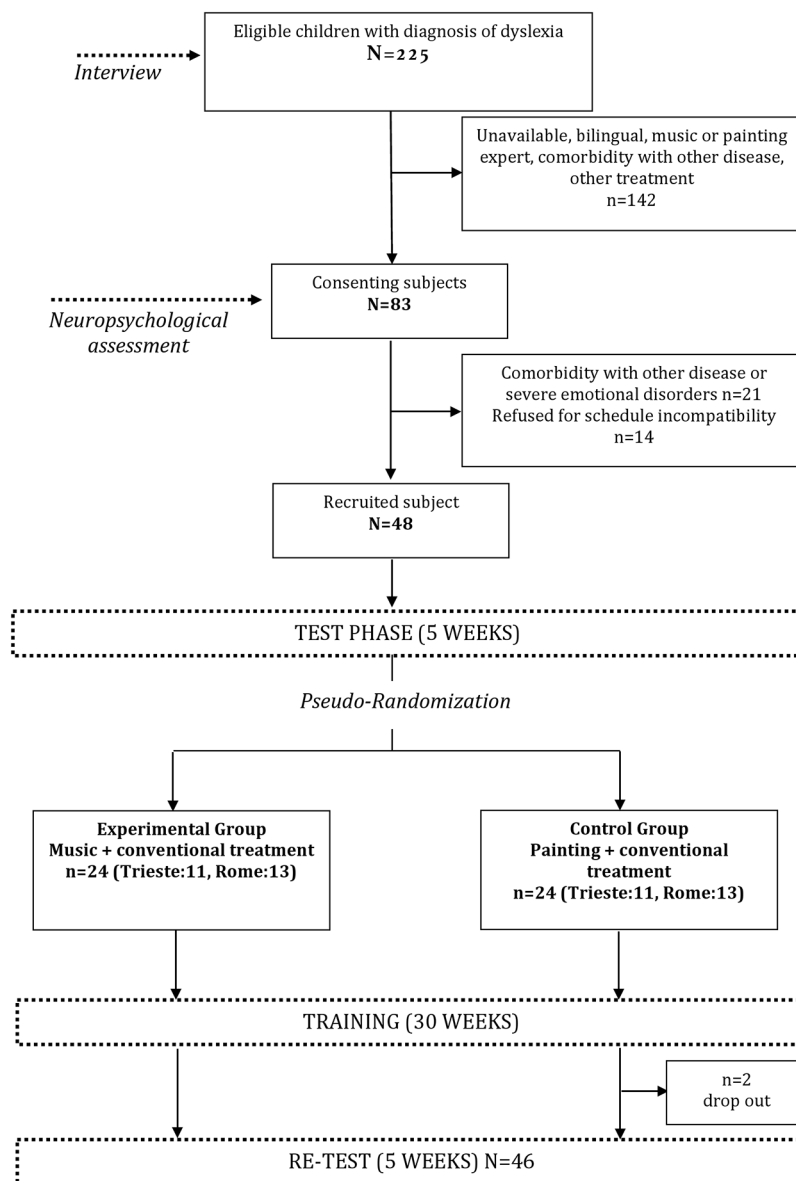 Eligible children with diagnosis of dyslexia
N=225
Interview
Unavailable, bilingual, music or painting
expert, comorbidity with other disease,
other treatment
n=142
Consenting subjects
N=83
Neuropsychological
assessment
Comorbidity with other disease or
severe emotional disorders n=21
Refused for schedule incompatibility
n=14
Recruited subject
N=48
TEST PHASE (5 WEEKS)
Pseudo-Randomization
Experimental Group
Music + conventional treatment
n=24 (Trieste:11, Rome:13)
Control Group
Painting + conventional
treatment
n=24 (Trieste:11, Rome:13)
TRAINING (30 WEEKS)
n=2
drop out
RE-TEST (5 WEEKS) N=46